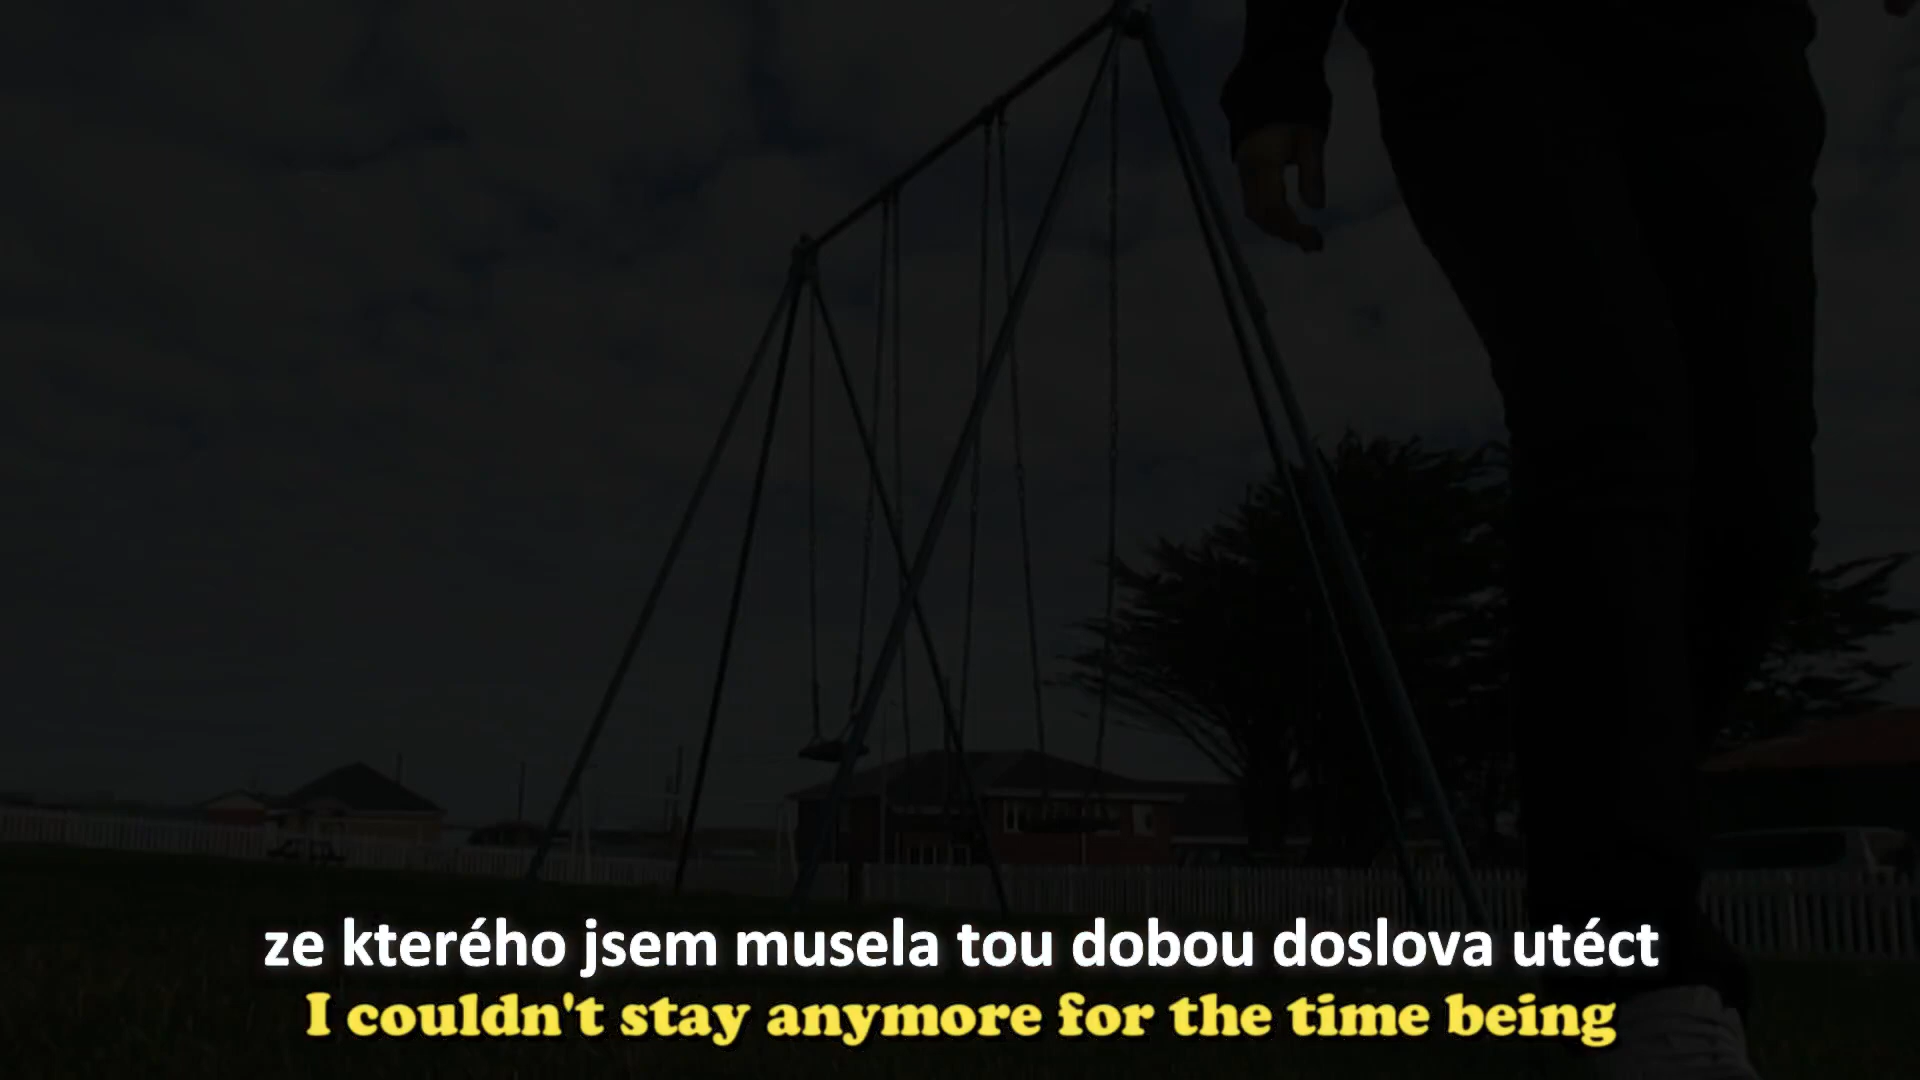 ze kterého jsem musela tou dobou doslova utéct
I couldn't stay anymore for the time being